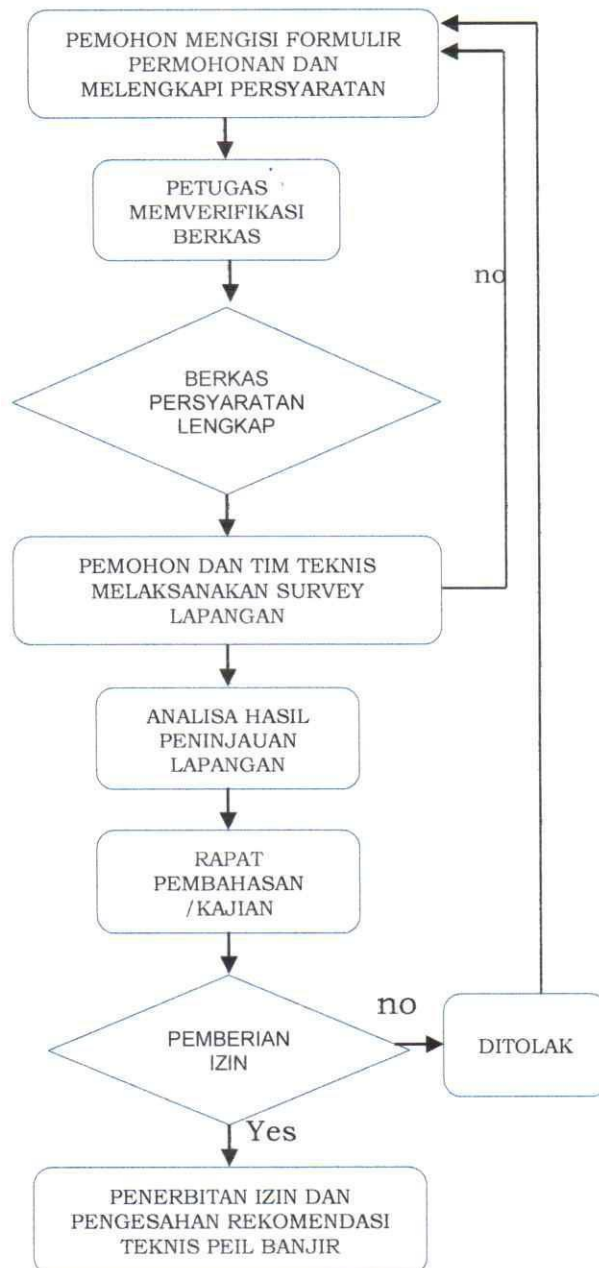 PEMOHON MENGISI FORMULIR
PERMOHONAN DAN
MELENGKAPI PERSYARATAN
PETUGAS
MEMVERIFIKASI
BERKAS
no
BERKAS
PERSYARATAN
LENGKAP
PEMOHON DAN TIM TEKNIS
MELAKSANAKAN SURVEY
LAPANGAN
ANALISA HASIL
PENINJAUAN
LAPANGAN
RAPAT
PEMBAHASAN
/KAJIAN
no
PEMBERIAN
IZIN
DITOLAK
Yes
PENERBITAN IZIN DAN
PENGESAHAN REKOMENDASI
TEKNIS PEIL BANJIR